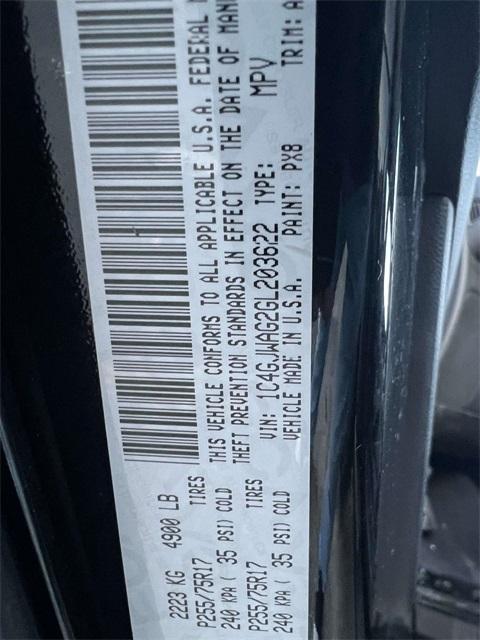 2223 KG 4900 LB
P255/75R17 TIRES
240 KPA ( 35 PSI) COLD
P255/75R17 TIRES
240 KPA ( 35 PSI) COLD
THIS VEHICLE CONFORMS TO ALL APPLICABLE U.S.A. FEDERAL
THEFT PREVENTION STANDARDS IN EFFECT ON THE DATE OF
VIN: 1C4GJWAG2GL203622 TYPE: MPV
VEHICLE MADE IN U.S.A. PAINT: PX8 TRIM: